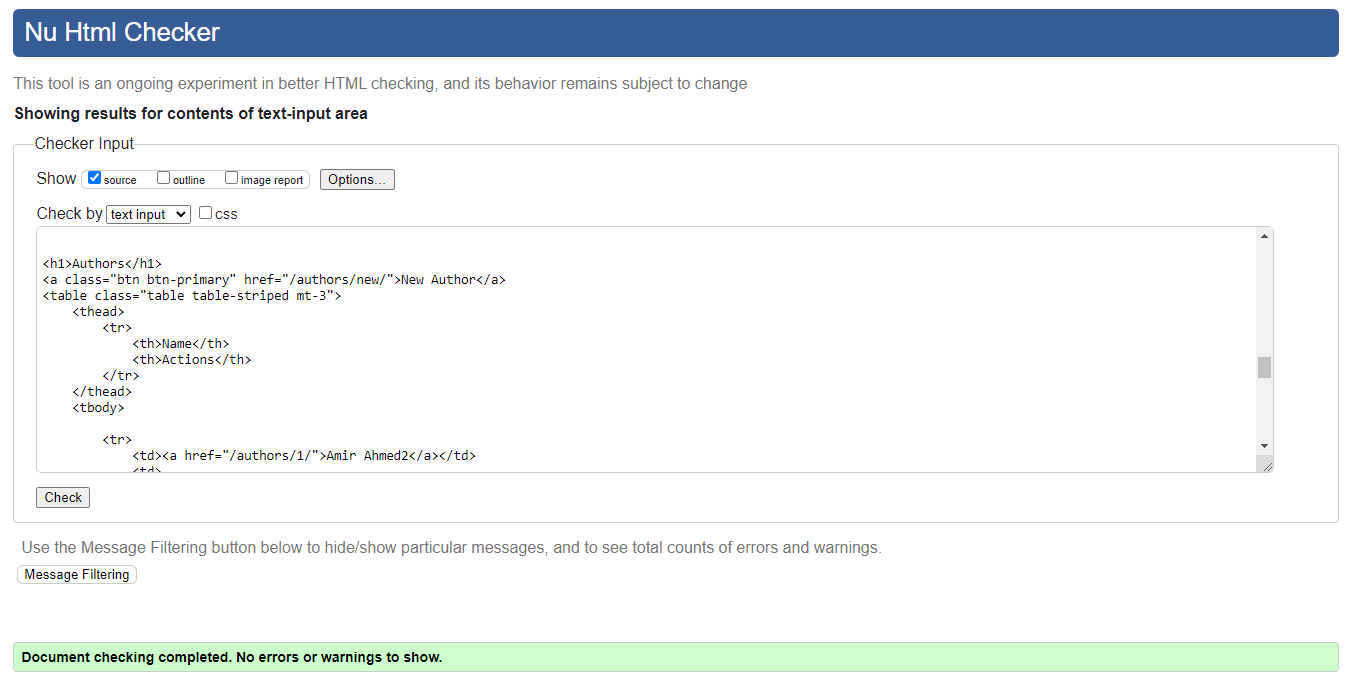 Nu Html Checker
This tool is an ongoing experiment in better HTML checking, and its behavior remains subject to change
Showing results for contents of text-input area
Checker Input
Show source outline image report Options...
Check by text input css
<h1>Authors</h1>
<a class="btn btn-primary" href="/authors/new/">New Author</a>
<table class="table table-striped mt-3">
    <thead>
        <tr>
            <th>Name</th>
            <th>Actions</th>
        </tr>
    </thead>
    <tbody>
        <tr>
            <td><a href="/authors/1/">Amir Ahmed2</a></td>
            <td>
Check
Use the Message Filtering button below to hide/show particular messages, and to see total counts of errors and warnings.
Message Filtering
Document checking completed. No errors or warnings to show.